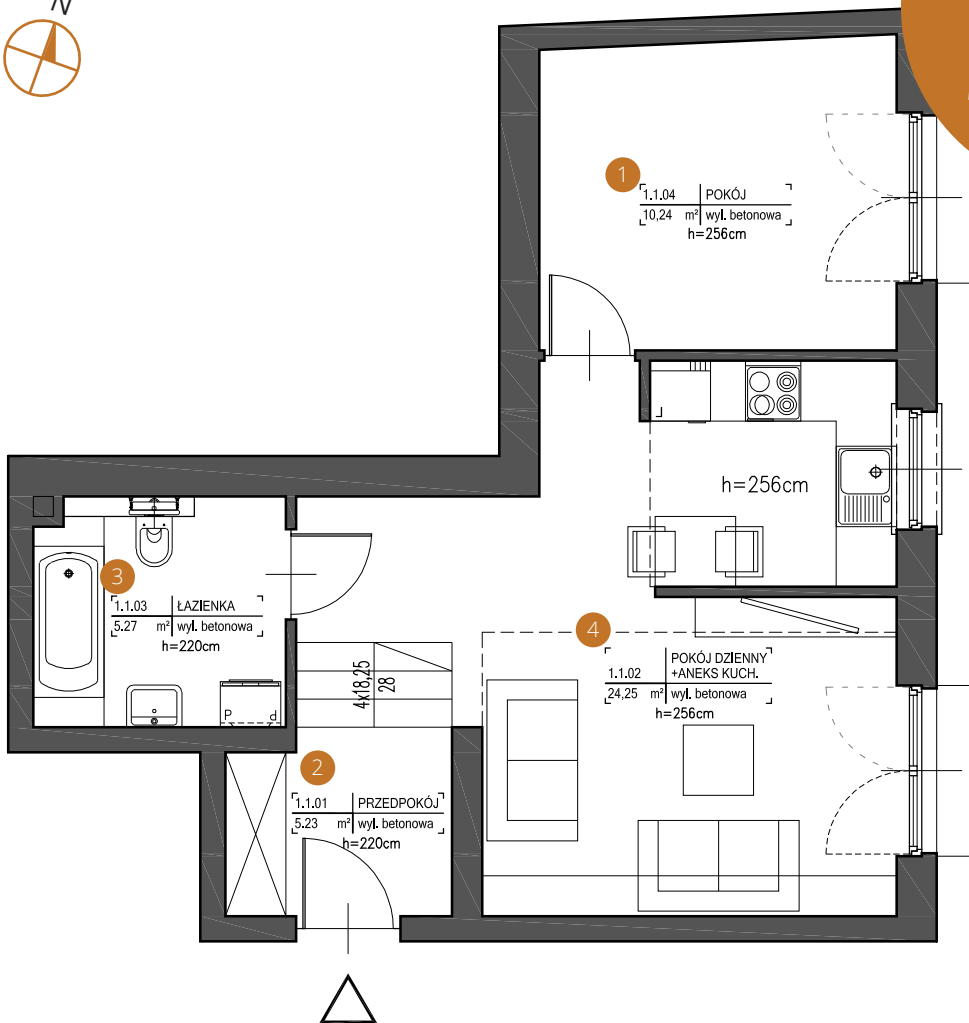 N
1
1.1.04 POKÓJ
10,24 m² wyl. betonowa
h=256cm
h=256cm
3
1.1.03 ŁAZIENKA
5.27 m² wyl. betonowa
h=220cm
4
POKÓJ DZIENNY
1.1.02 +ANEKS KUCH.
24,25 m² wyl. betonowa
h=256cm
4x18,25
28
P d
2
1.1.01 PRZEDPOKÓJ
5.23 m² wyl. betonowa
h=220cm